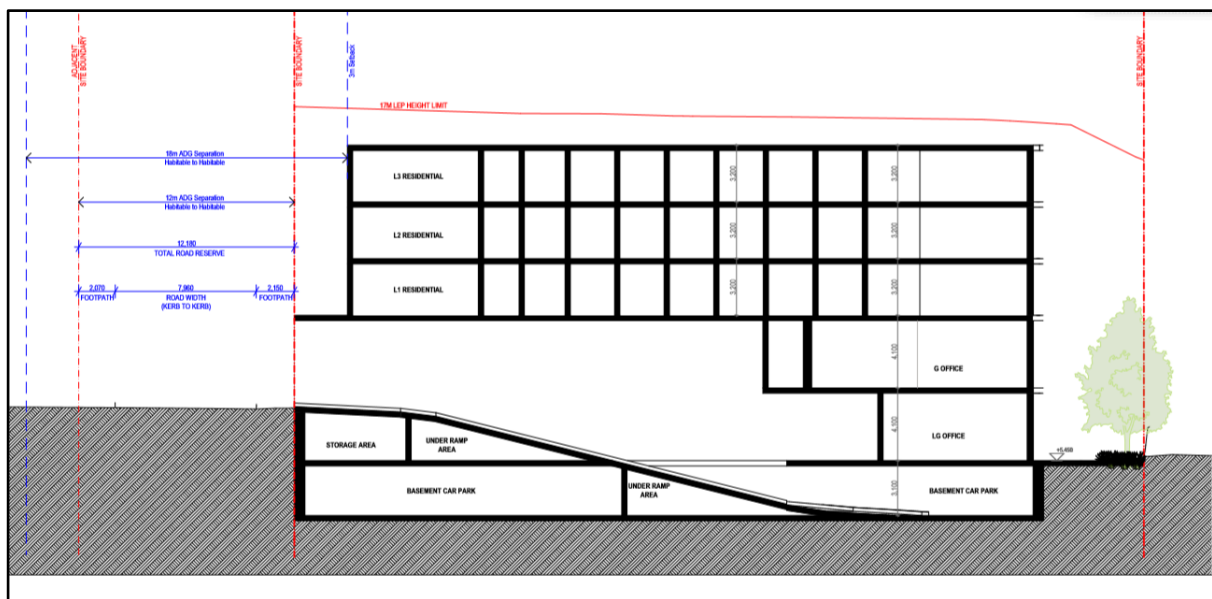 ADJACENT
SITE BOUNDARY
SITE BOUNDARY
3m Setback
SITE BOUNDARY
17M LEP HEIGHT LIMIT
18m ADG Separation
Habitable to Habitable
12m ADG Separation
Habitable to Habitable
12,180
TOTAL ROAD RESERVE
2,070
FOOTPATH
7,960
ROAD WIDTH
(KERB TO KERB)
2,150
FOOTPATH
L3 RESIDENTIAL
3,200
3,200
L2 RESIDENTIAL
3,200
3,200
L1 RESIDENTIAL
3,200
3,200
4,100
G OFFICE
4,100
LG OFFICE
STORAGE AREA
UNDER RAMP
AREA
BASEMENT CAR PARK
UNDER RAMP
AREA
3,100
BASEMENT CAR PARK